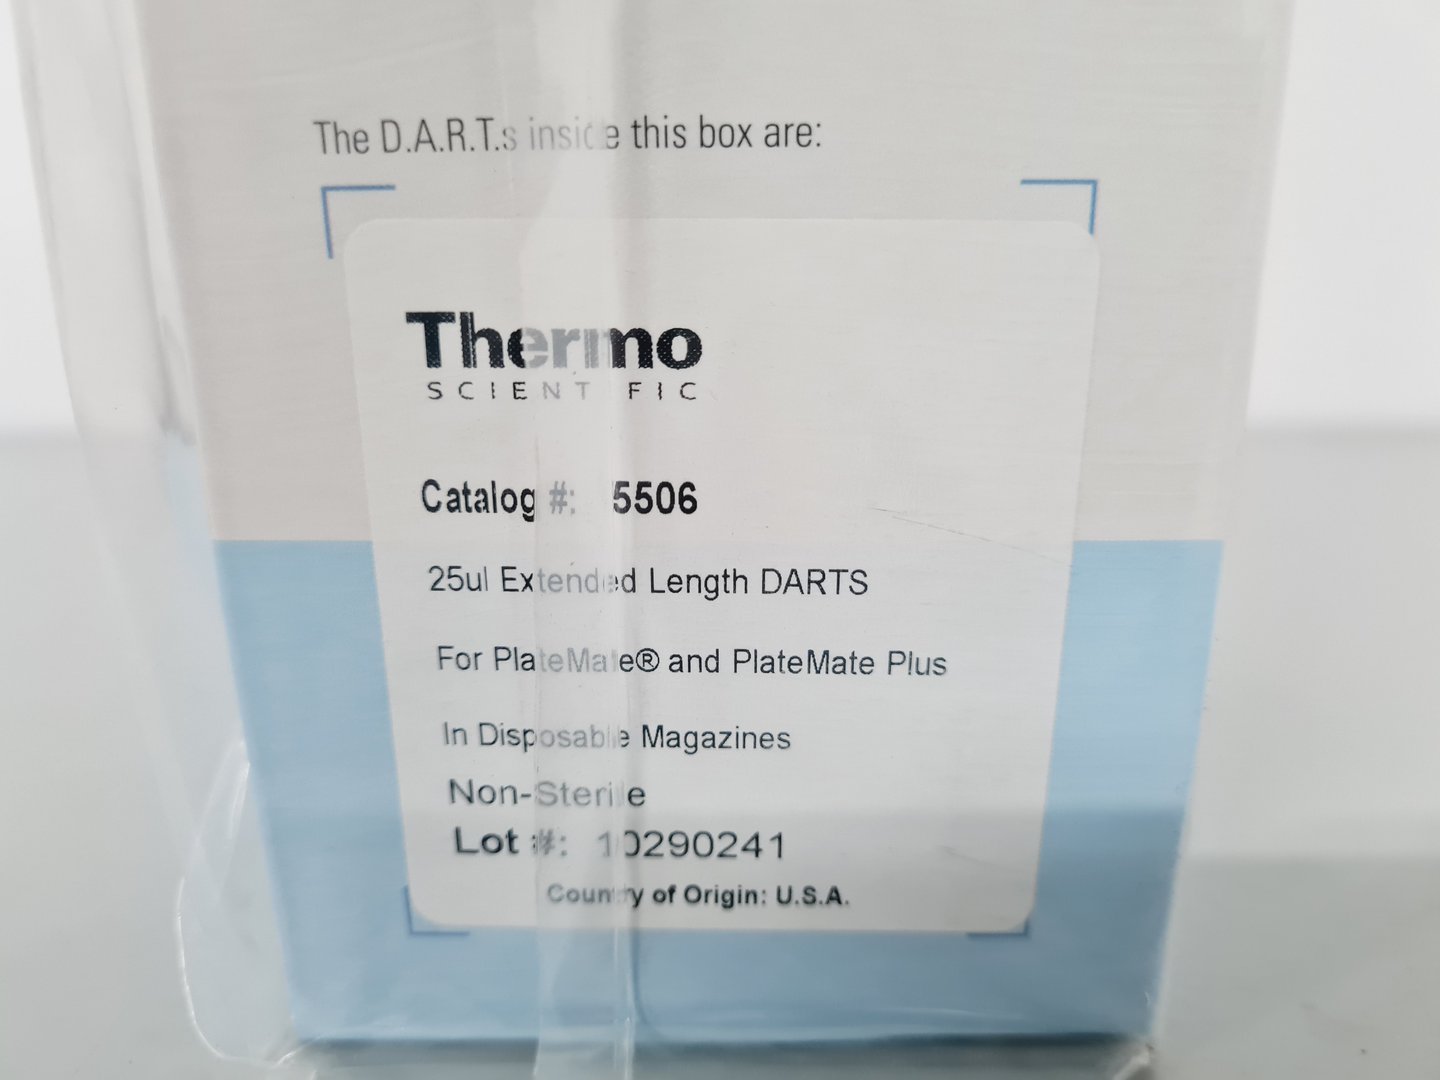 The D.A.R.T.s inside this box are:
Thermo
SCIENTIFIC
Catalog #: 5506
25ul Extended Length DARTS
For PlateMate® and PlateMate Plus
In Disposable Magazines
Non-Sterile
Lot #: 10290241
Country of Origin: U.S.A.